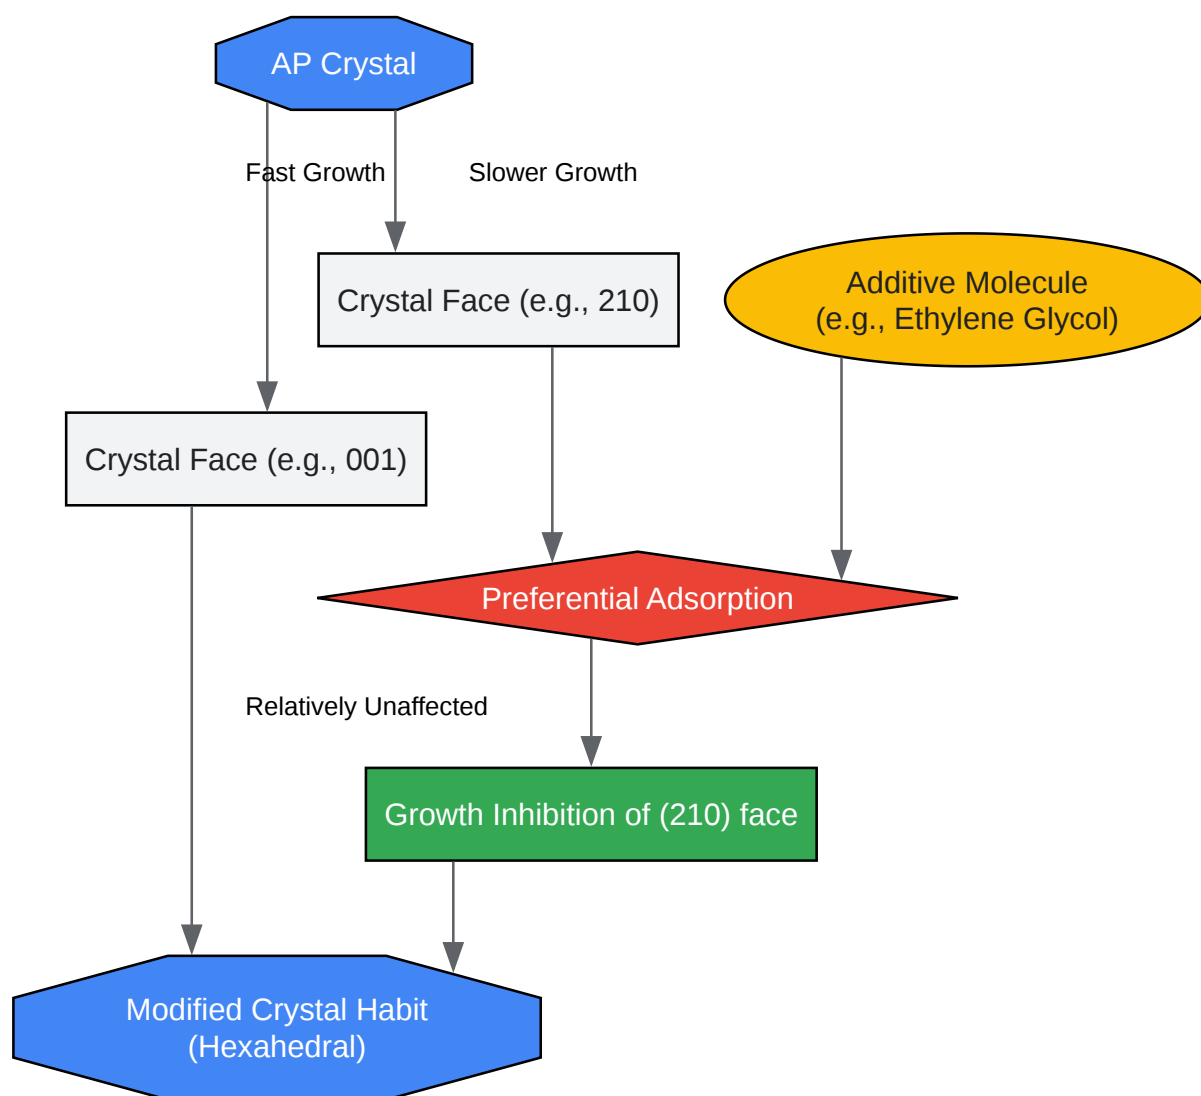 AP Crystal
Fast Growth
Slower Growth
Crystal Face (e.g., 210)
Additive Molecule
(e.g., Ethylene Glycol)
Crystal Face (e.g., 001)
Preferential Adsorption
Relatively Unaffected
Growth Inhibition of (210) face
Modified Crystal Habit
(Hexahedral)